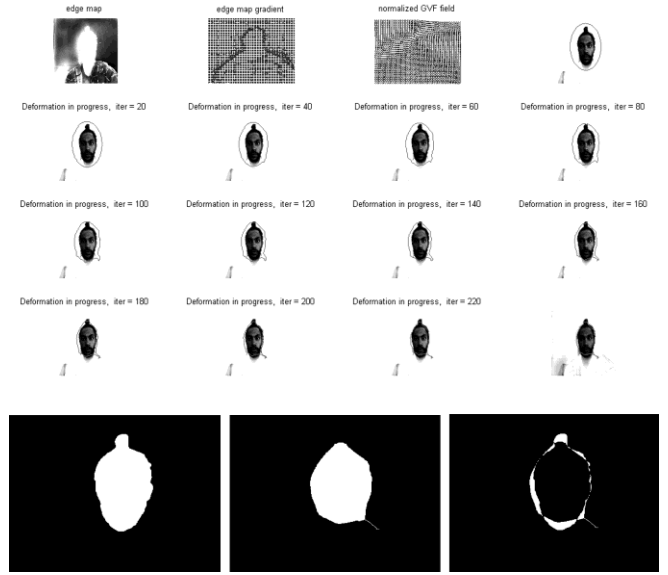 edge map
edge map gradient
normalized GVF field
Deformation in progress, iter = 20
Deformation in progress, iter = 40
Deformation in progress, iter = 60
Deformation in progress, iter = 80
Deformation in progress, iter = 100
Deformation in progress, iter = 120
Deformation in progress, iter = 140
Deformation in progress, iter = 160
Deformation in progress, iter = 180
Deformation in progress, iter = 200
Deformation in progress, iter = 220